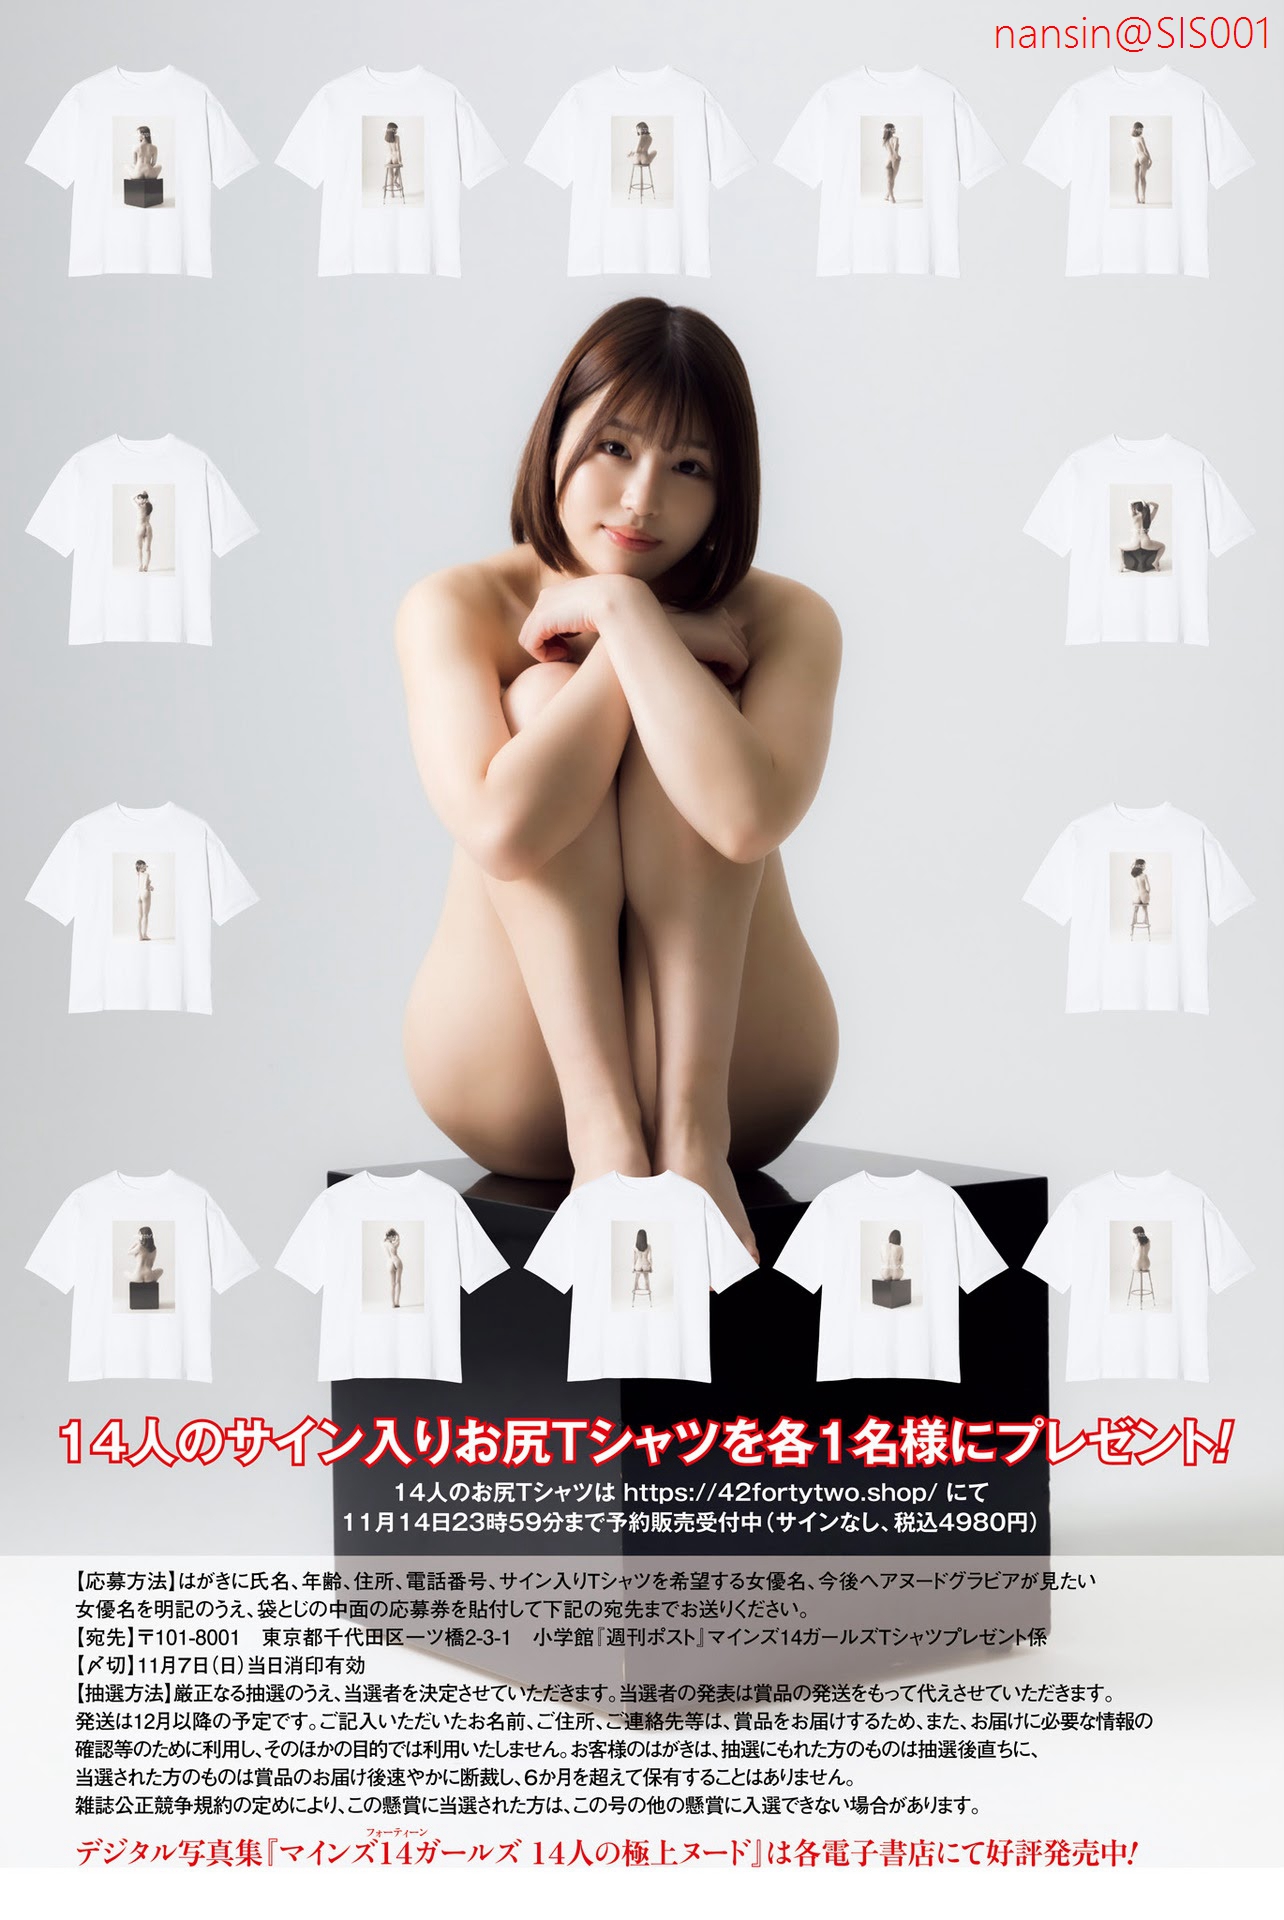 nansin@SIS001
14人のサイン入りお尻Tシャツを各1名様にプレゼント!
14人のお尻Tシャツは https://42fortytwo.shop/ にて
11月14日23時59分まで予約販売受付中(サインなし、税込4980円)
【応募方法】はがきに氏名、年齢、住所、電話番号、サイン入りTシャツを希望する女優名、今後ヘアヌードグラビアが見たい
女優名を明記のうえ、袋とじの中面の応募券を貼付して下記の宛先までお送りください。
【宛先】〒101-8001 東京都千代田区一ツ橋2-3-1 小学館『週刊ポスト』マインズ14ガールズTシャツプレゼント係
【〆切】11月7日(日)当日消印有効
【抽選方法】厳正なる抽選のうえ、当選者を決定させていただきます。当選者の発表は賞品の発送をもって代えさせていただきます。
発送は12月以降の予定です。ご記入いただいたお名前、ご住所、ご連絡先等は、賞品をお届けするため、また、お届けに必要な情報の
確認等のために利用し、そのほかの目的では利用いたしません。お客様のはがきは、抽選にもれた方のものは抽選後直ちに、
当選された方のものは賞品のお届け後速やかに断裁し、6か月を超えて保有することはありません。
雑誌公正競争規約の定めにより、この懸賞に当選された方は、この号の他の懸賞に入選できない場合があります。
フォーティーン
デジタル写真集『マインズ14ガールズ 14人の極上ヌード』は各電子書店にて好評発売中!